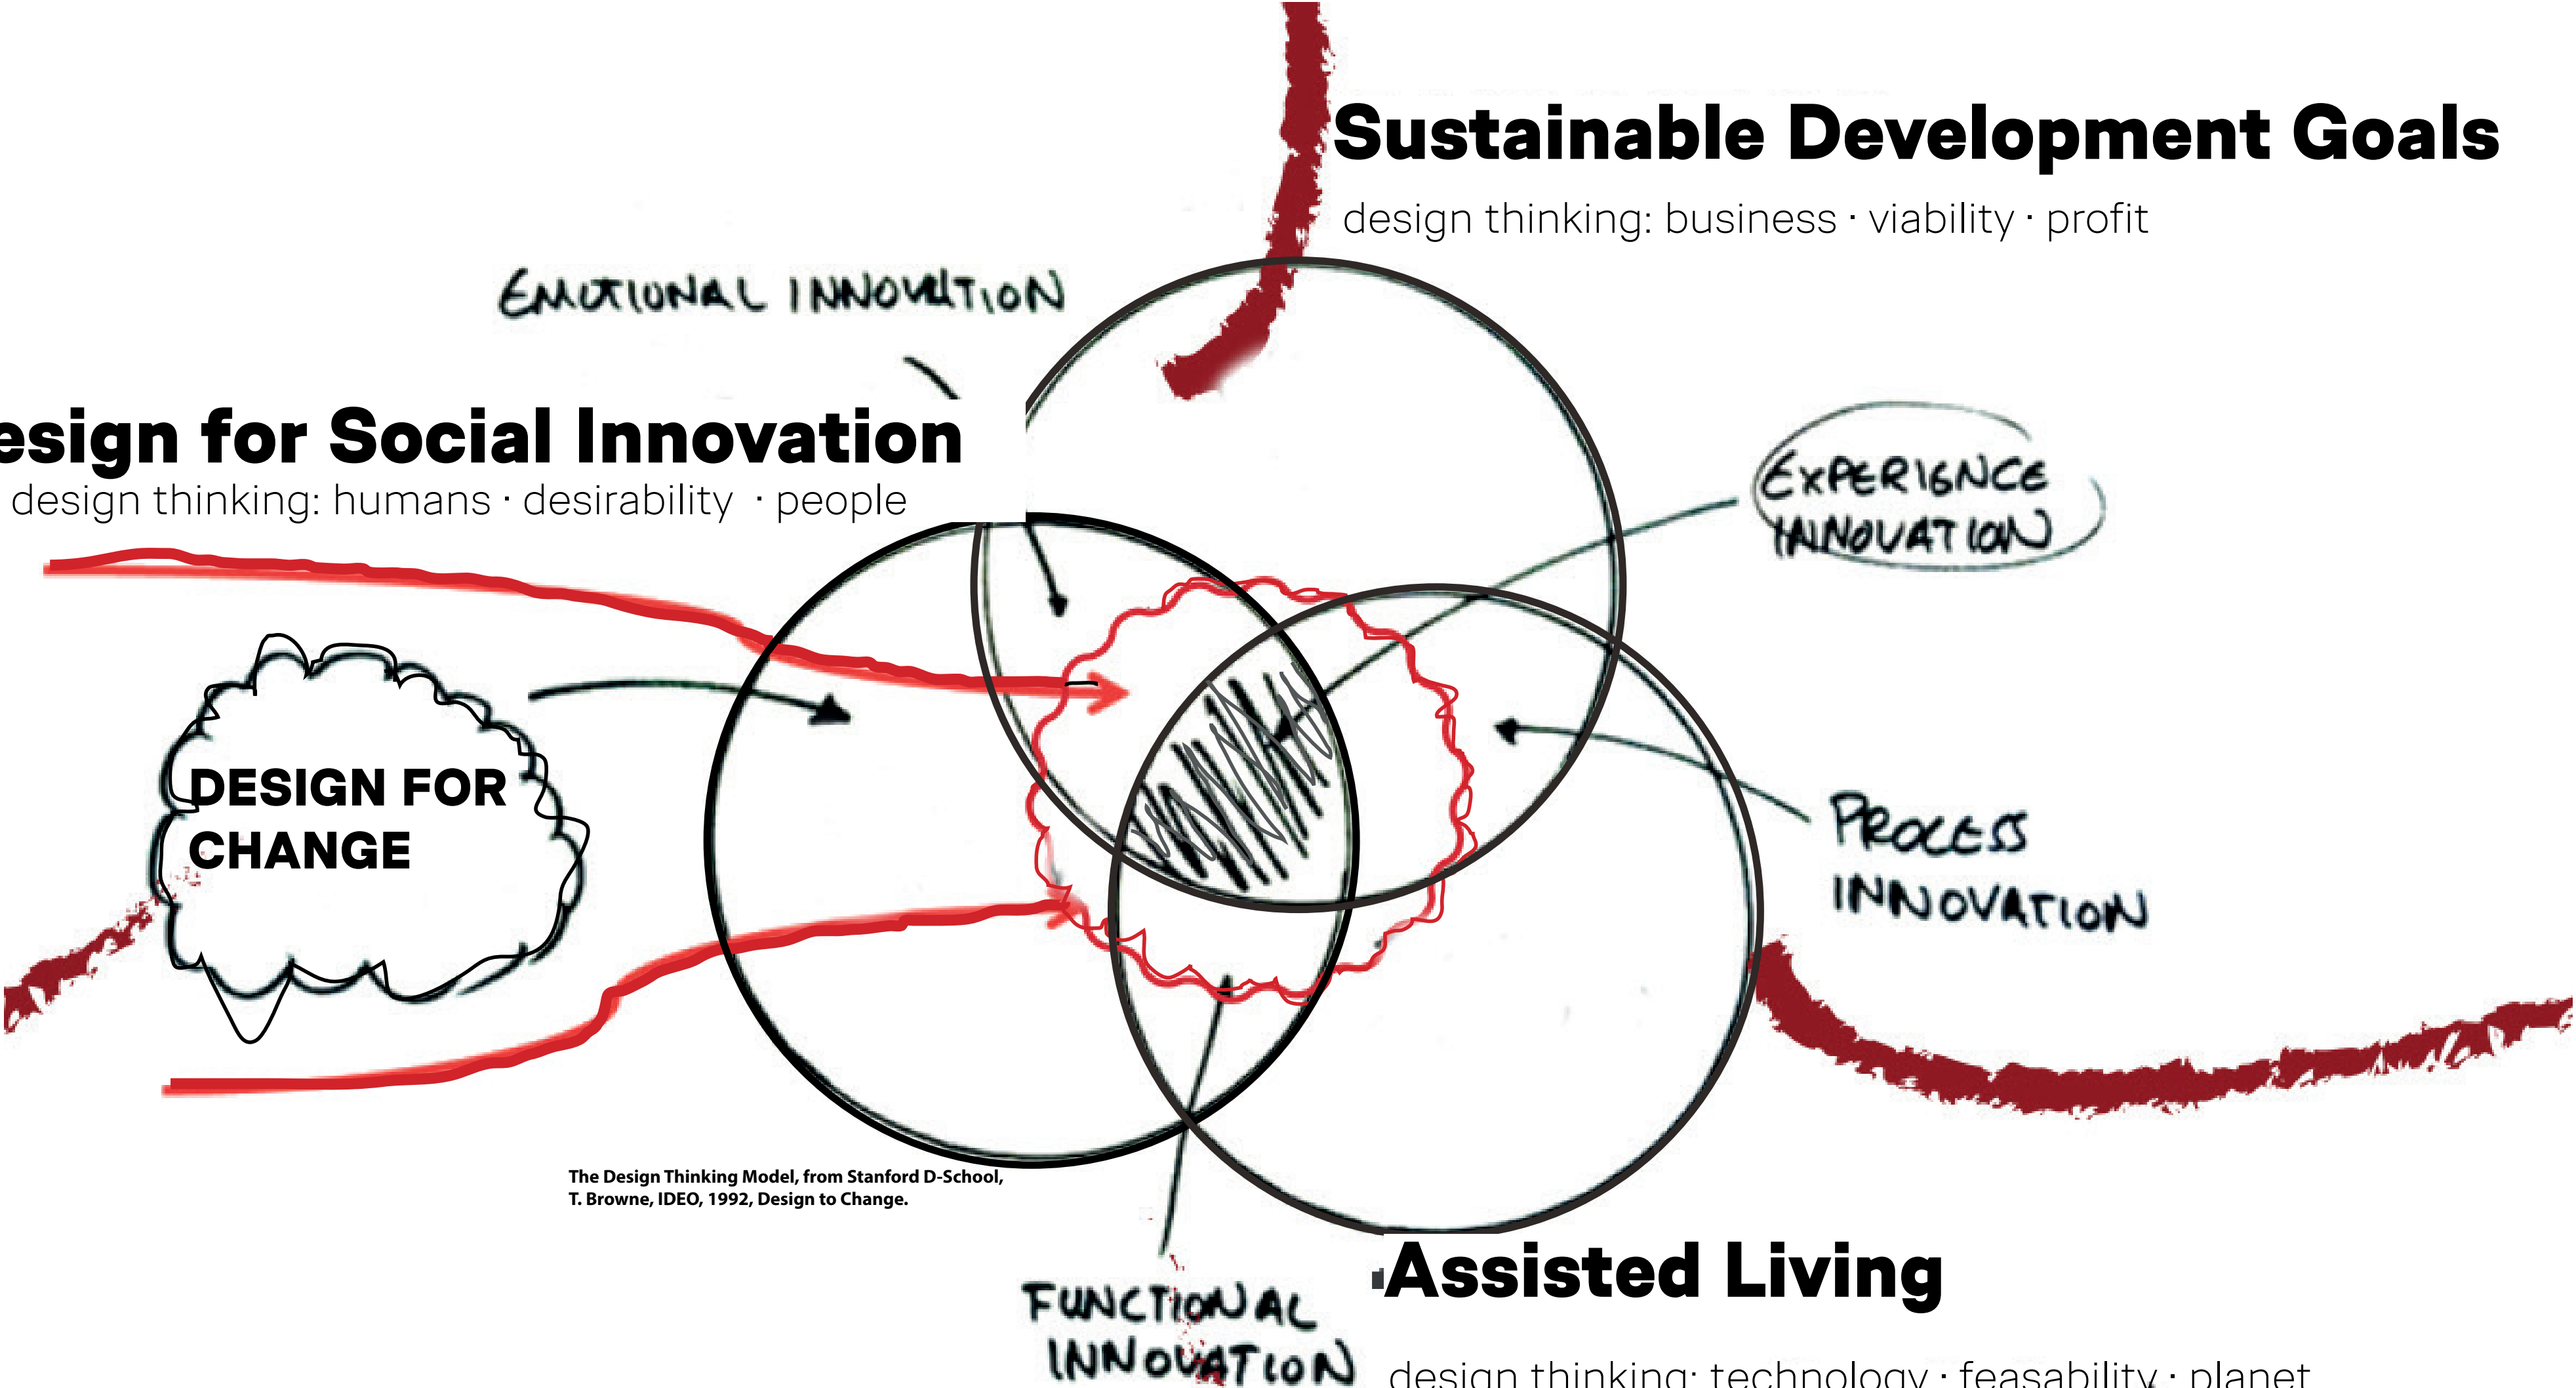 Sustainable Development Goals
design thinking: business · viability · profit
EMOTIONAL INNOVATION
esign for Social Innovation
design thinking: humans · desirability · people
EXPERIENCE
INNOVATION
DESIGN FOR
CHANGE
PROCESS
INNOVATION
The Design Thinking Model, from Stanford D-School,
T. Browne, IDEO, 1992, Design to Change.
Assisted Living
FUNCTIONAL
INNOVATION
design thinking: technology · feasability · planet